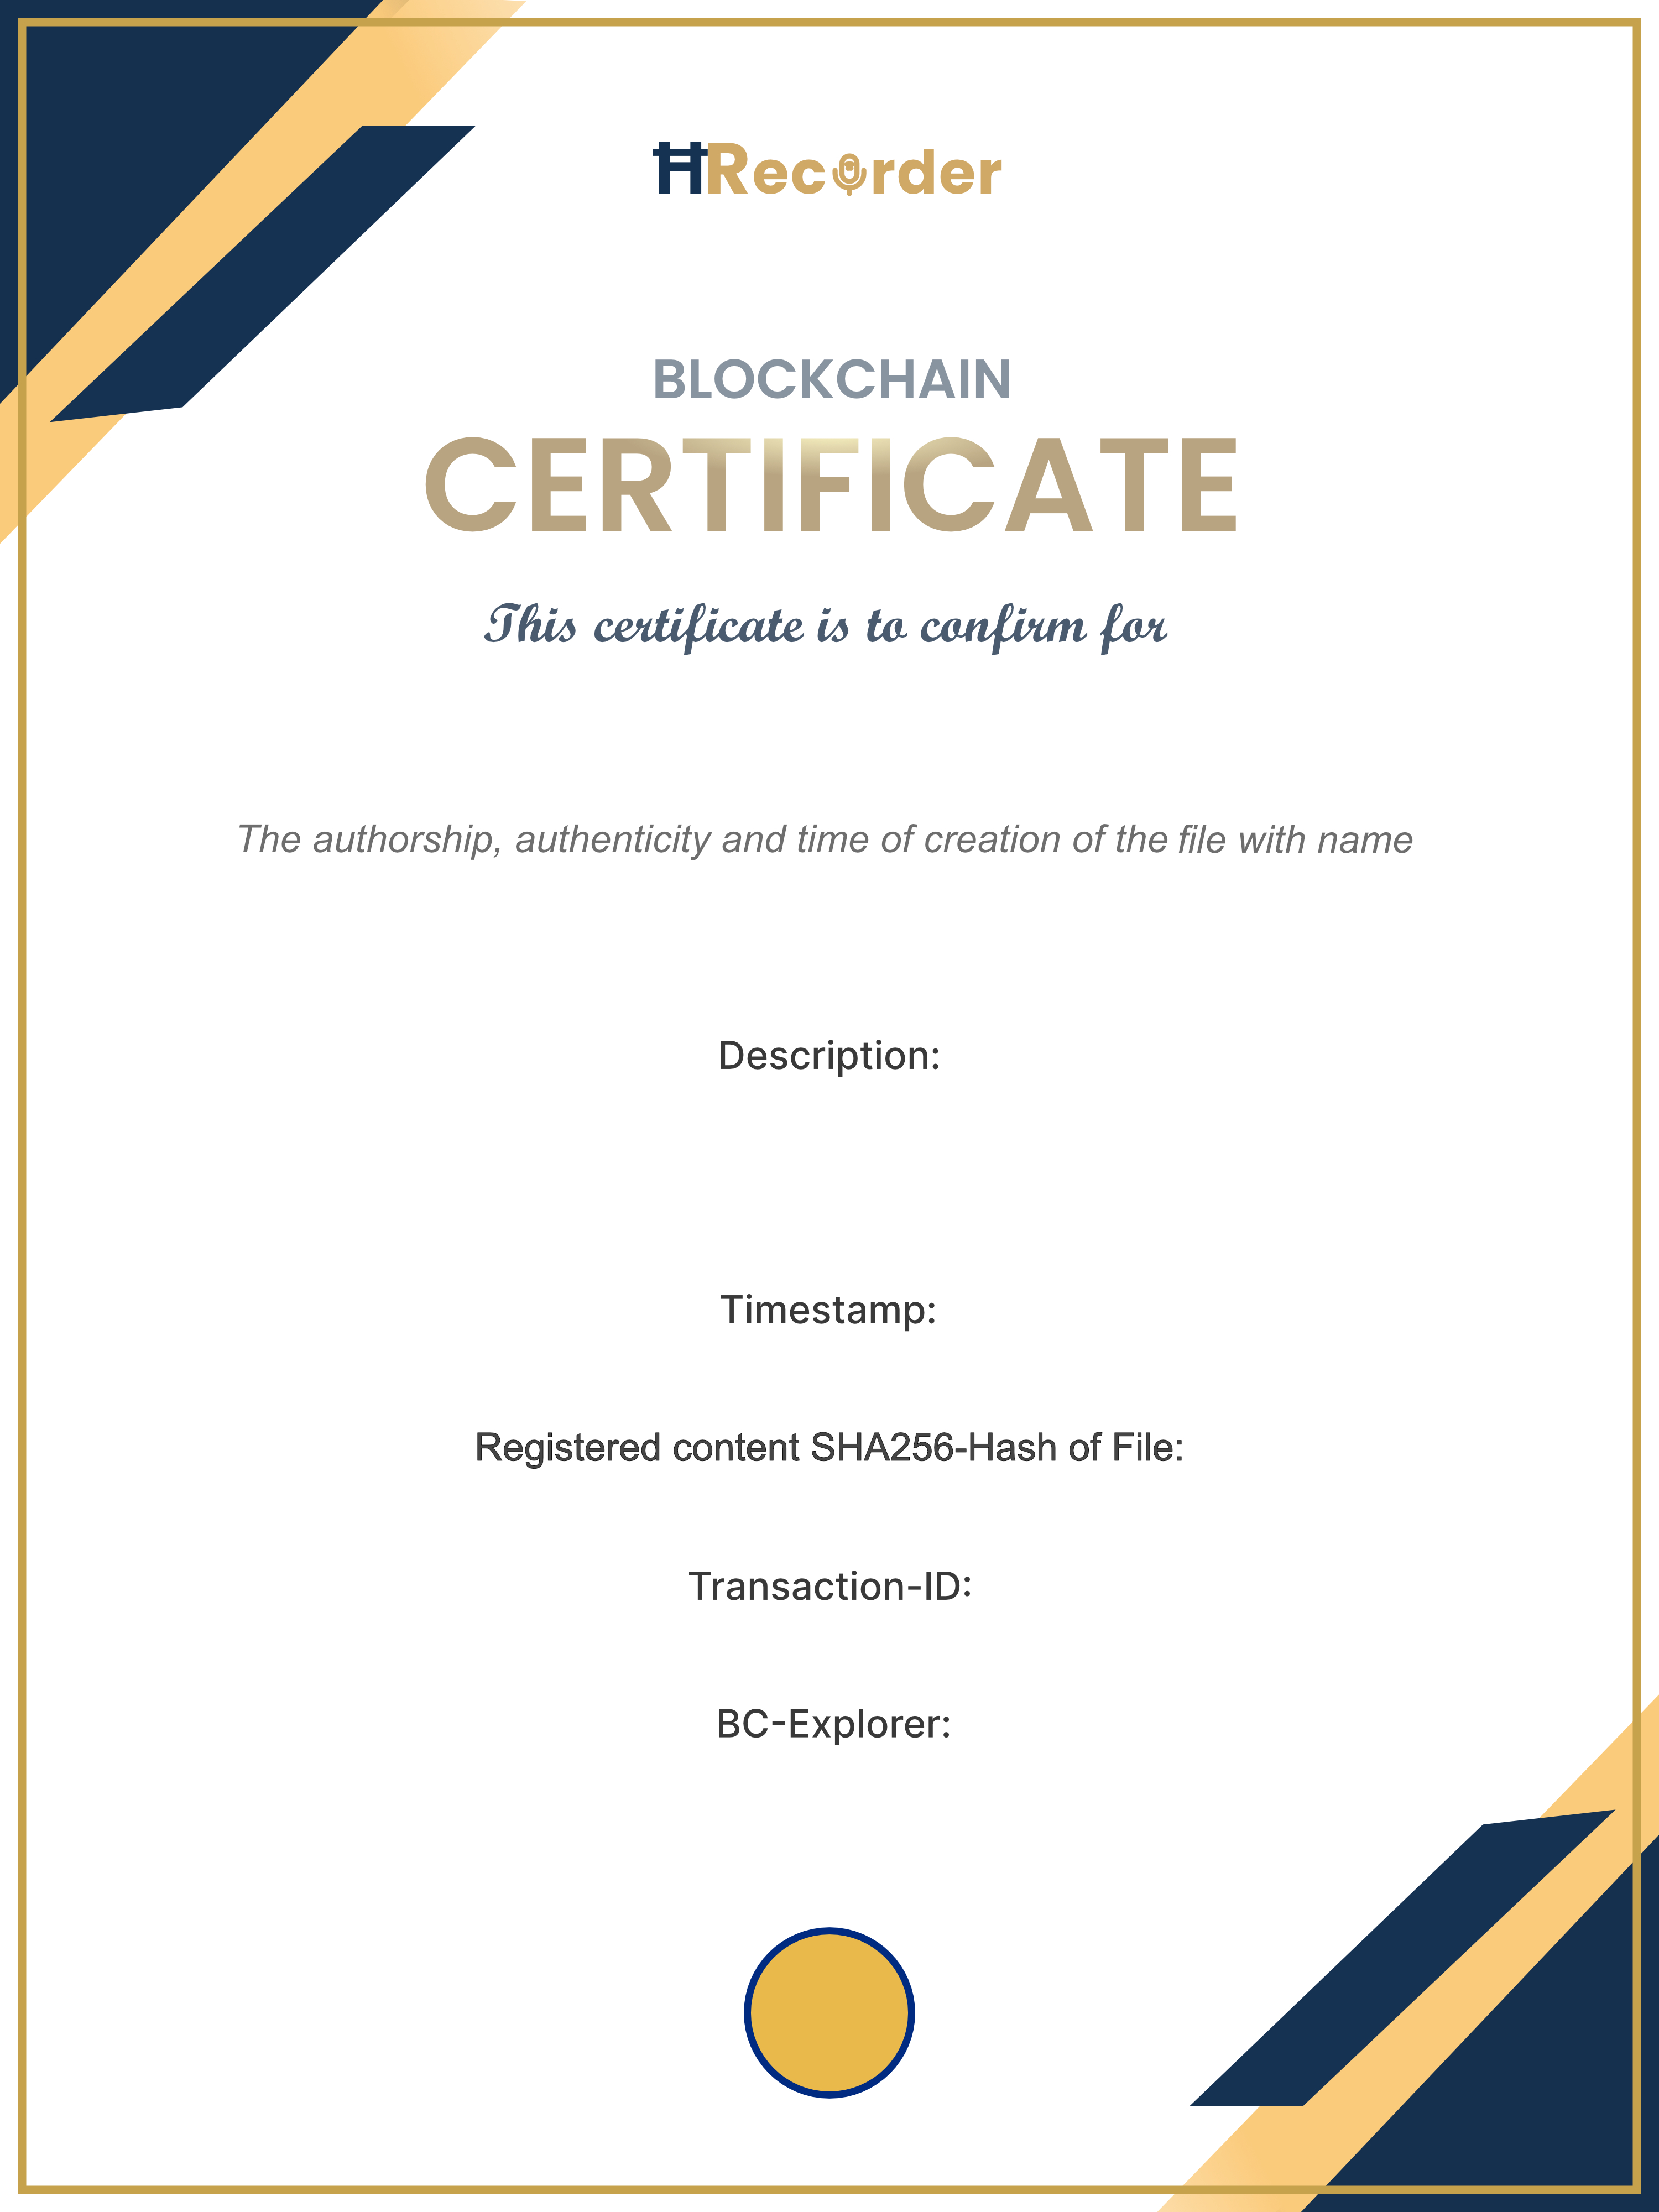 ĦRecorder
BLOCKCHAIN
CERTIFICATE
This certificate is to confirm for
The authorship, authenticity and time of creation of the file with name
Description:
Timestamp:
Registered content SHA256-Hash of File:
Transaction-ID:
BC-Explorer: